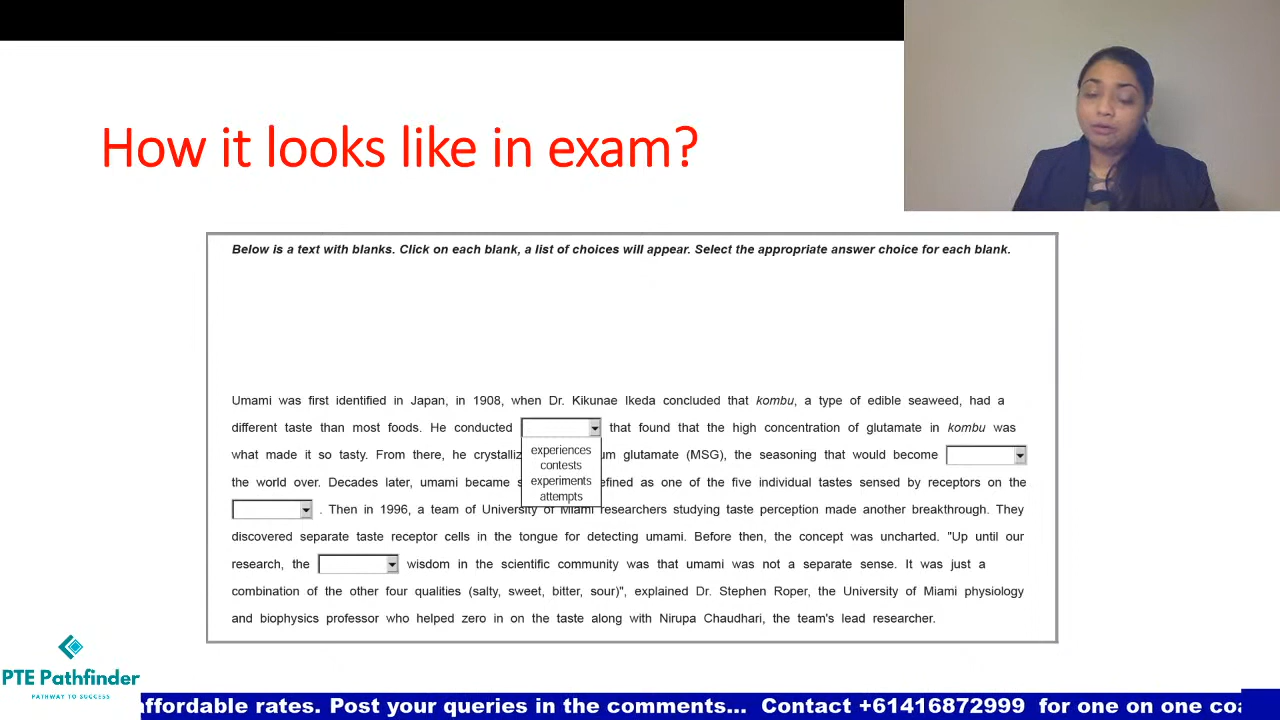 How it looks like in exam?
Below is a text with blanks. Click on each blank, a list of choices will appear. Select the appropriate answer choice for each blank.
Umami was first identified in Japan, in 1908, when Dr. Kikunae Ikeda concluded that kombu, a type of edible seaweed, had a
different taste than most foods. He conducted that found that the high concentration of glutamate in kombu was
experiences
contests
experiments
attempts
what made it so tasty. From there, he glutamate (MSG), the seasoning that would become
the world over. Decades later, umami became as one of the five individual tastes sensed by receptors on the
. Then in 1996, a team of University of Miami researchers studying taste perception made another breakthrough. They
discovered separate taste receptor cells in the tongue for detecting umami. Before then, the concept was uncharted. "Up until our
research, the wisdom in the scientific community was that umami was not a separate sense. It was just a
combination of the other four qualities (salty, sweet, bitter, sour)", explained Dr. Stephen Roper, the University of Miami physiology
and biophysics professor who helped zero in on the taste along with Nirupa Chaudhari, the team's lead researcher.
PTE Pathfinder
PATHWAY TO SUCCESS
affordable rates. Post your queries in the comments... Contact +61416872999 for one on one